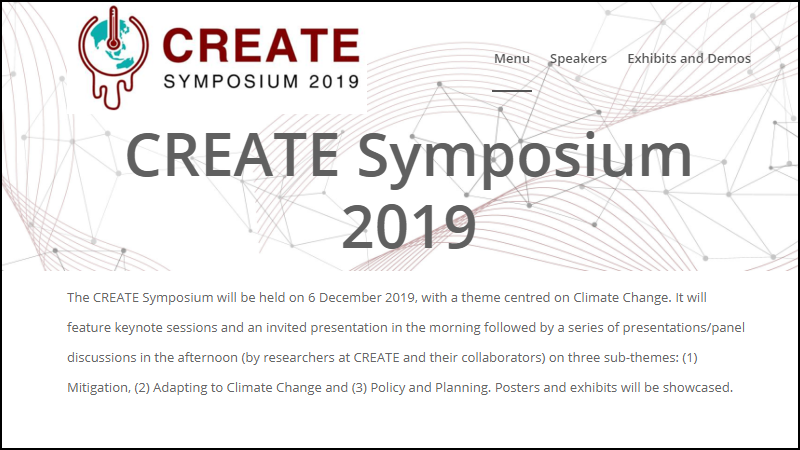 CREATE
SYMPOSIUM 2019
Menu Speakers Exhibits and Demos
CREATE Symposium
2019
The CREATE Symposium will be held on 6 December 2019, with a theme centred on Climate Change. It will
feature keynote sessions and an invited presentation in the morning followed by a series of presentations/panel
discussions in the afternoon (by researchers at CREATE and their collaborators) on three sub-themes: (1)
Mitigation, (2) Adapting to Climate Change and (3) Policy and Planning. Posters and exhibits will be showcased.